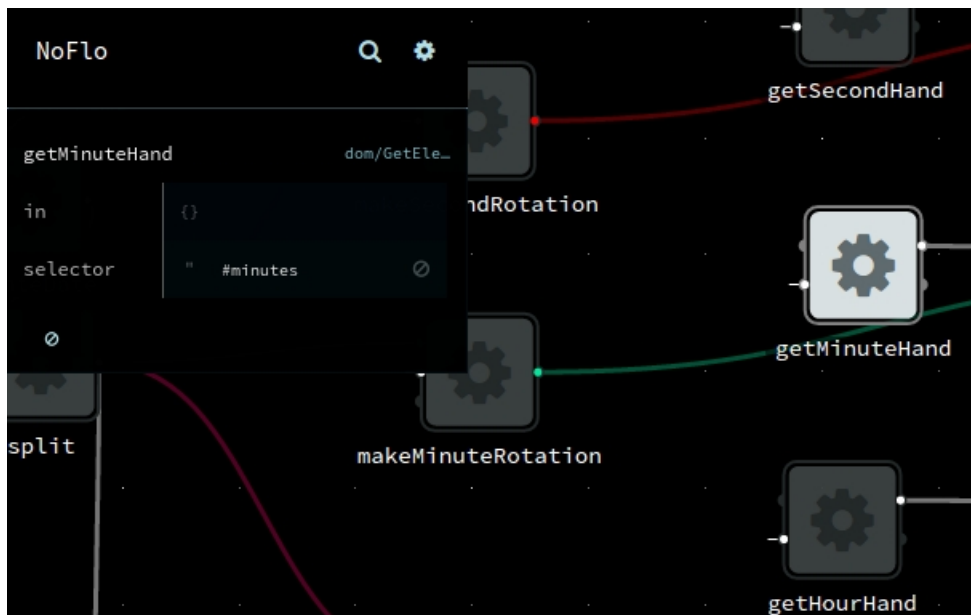 NoFlo
getSecondHand
getMinuteHand dom/GetEle…
in {}
ndRotation
selector " #minutes
getMinuteHand
split
makeMinuteRotation
getHourHand